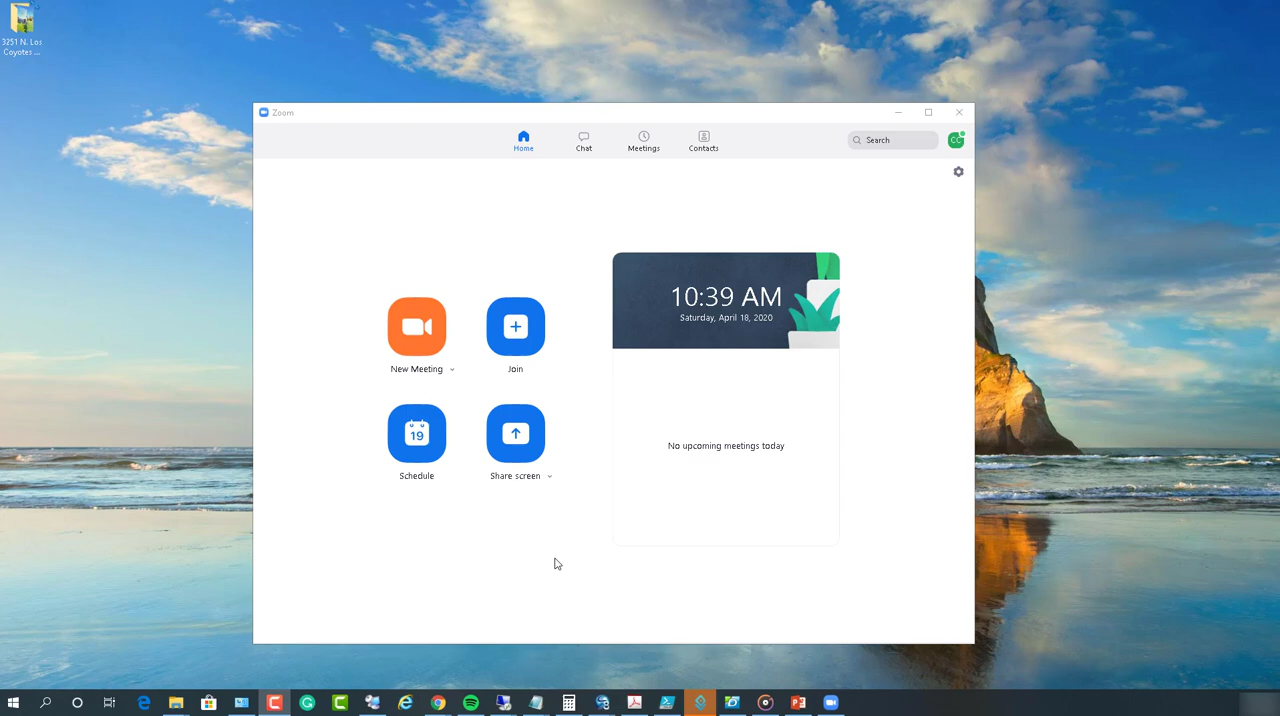 3251 N. Los
Coyotes ...
Zoom
Home
Chat
Meetings
Contacts
Search
CC
10:39 AM
Saturday, April 18, 2020
New Meeting
Join
19
Schedule
Share screen
No upcoming meetings today